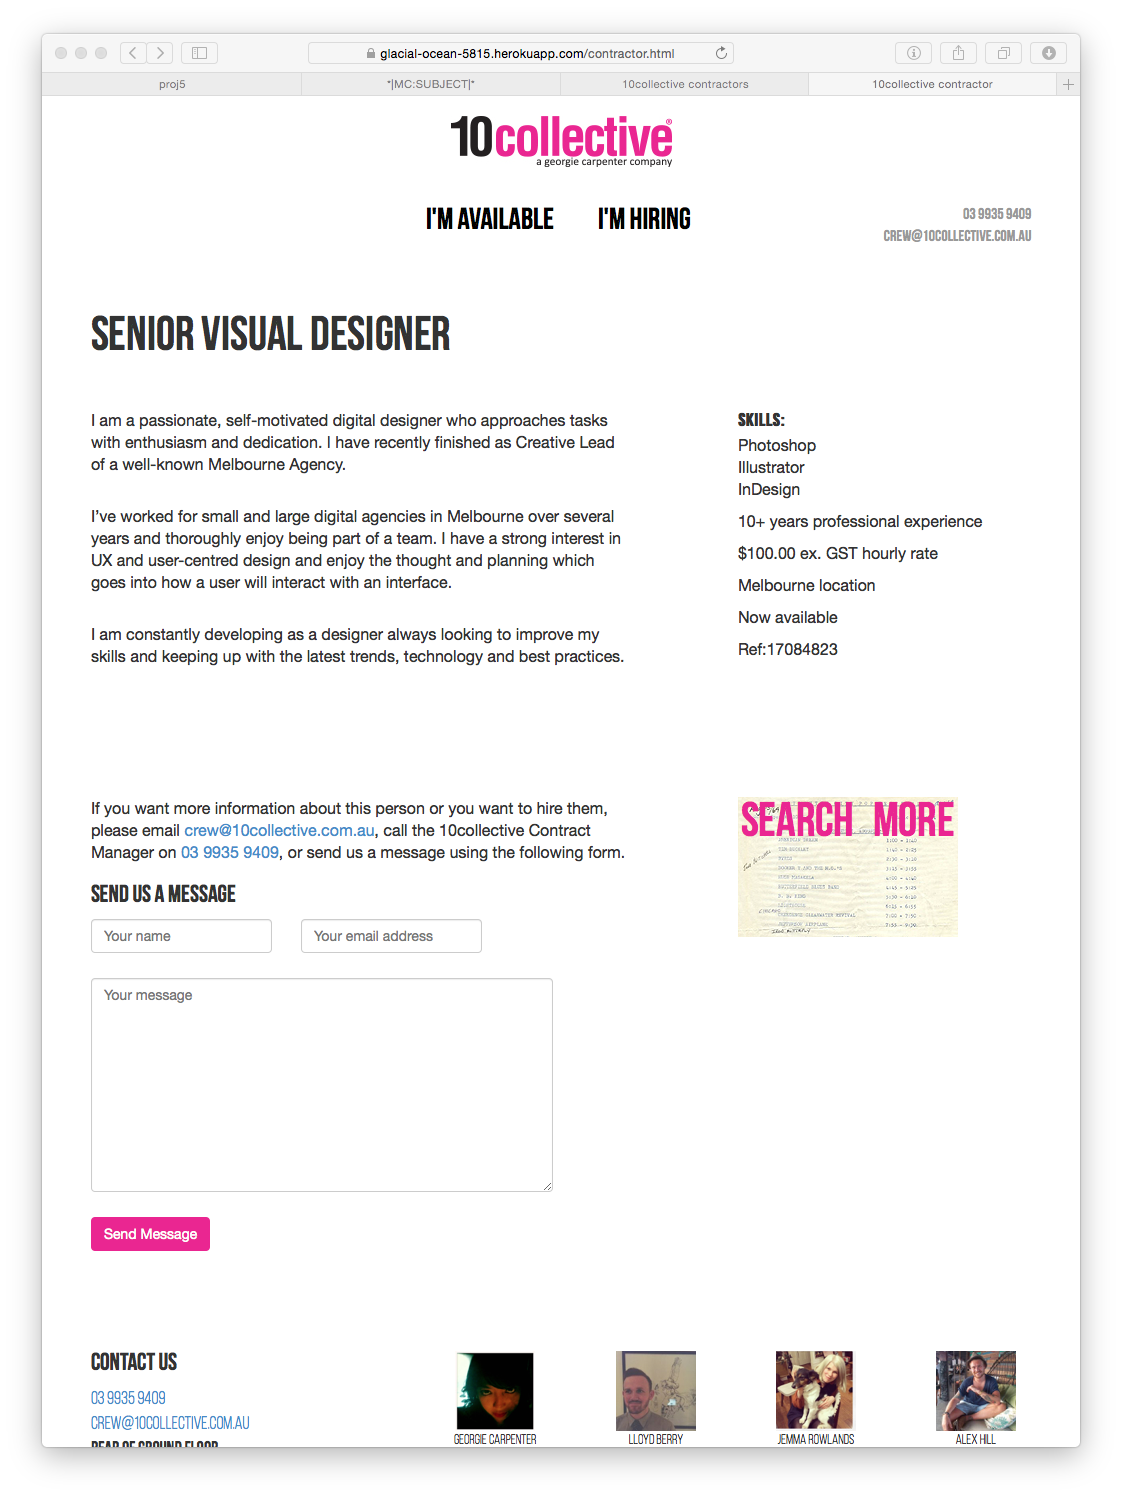 glacial-ocean-5815.herokuapp.com/contractor.html
proj5
*|MC:SUBJECT|*
10collective contractors
10collective contractor
10collective®
a georgie carpenter company
I'M AVAILABLE
I'M HIRING
03 9935 9409
CREW@10COLLECTIVE.COM.AU
SENIOR VISUAL DESIGNER
I am a passionate, self-motivated digital designer who approaches tasks
with enthusiasm and dedication. I have recently finished as Creative Lead
of a well-known Melbourne Agency.
I’ve worked for small and large digital agencies in Melbourne over several
years and thoroughly enjoy being part of a team. I have a strong interest in
UX and user-centred design and enjoy the thought and planning which
goes into how a user will interact with an interface.
I am constantly developing as a designer always looking to improve my
skills and keeping up with the latest trends, technology and best practices.
SKILLS:
Photoshop
Illustrator
InDesign
10+ years professional experience
$100.00 ex. GST hourly rate
Melbourne location
Now available
Ref:17084823
If you want more information about this person or you want to hire them,
please email crew@10collective.com.au, call the 10collective Contract
Manager on 03 9935 9409, or send us a message using the following form.
SEND US A MESSAGE
Your name
Your email address
Your message
Send Message
SEARCH MORE
CONTACT US
03 9935 9409
CREW@10COLLECTIVE.COM.AU
REAR OF GROUND FLOOR
GEORGIE CARPENTER
LLOYD BERRY
JEMMA ROWLANDS
ALEX HILL